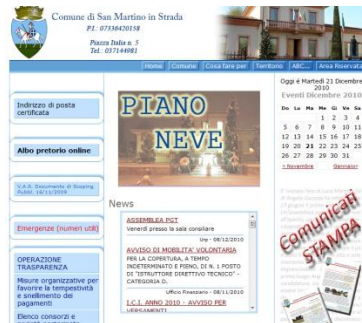 Comune di San Martino in Strada
P.I. 07336420158
Piazza Italia n. 5
Tel. 0371449811
Home Comune Cosa fare per Territorio ABC... Area Riservata
Oggi é Martedì 21 Dicembre 2010
Eventi Dicembre 2010
Do Lu Ma Me Gi Ve Sa
1 2 3 4
5 6 7 8 9 10 11
12 13 14 15 16 17 18
19 20 21 22 23 24 25
26 27 28 29 30 31
< Novembre Gennaio>
Indirizzo di posta certificata
Albo pretorio online
V.A.S. Documento di Scoping
Pubbl. 16/11/2009
Emergenze (numeri utili)
OPERAZIONE TRASPARENZA
Misure organizzative per favorire la tempestività e snellimento dei pagamenti
Elenco consorzi e
PIANO
NEVE
News
ASSEMBLEA PGT
Venerdì presso la sala consiliare
Urp - 08/12/2010
AVVISO DI MOBILITA' VOLONTARIA
PER LA COPERTURA, A TEMPO
INDETERMINATO E PIENO, DI N. 1 POSTO
DI "ISTRUTTORE DIRETTIVO TECNICO" -
CATEGORIA D.
Ufficio Finanziario - 08/11/2010
I.C.I. ANNO 2010 - AVVISO PER
VERSAMENTI
Comunicati
STAMPA